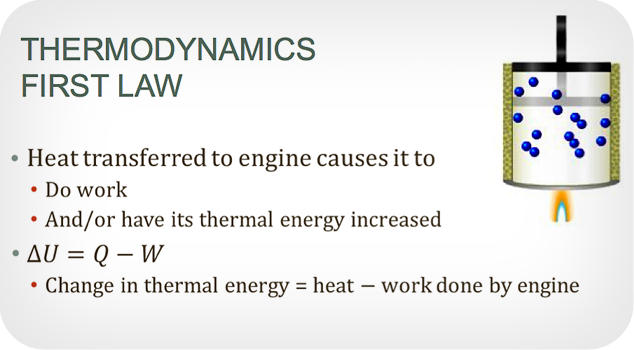 THERMODYNAMICS
FIRST LAW
• Heat transferred to engine causes it to
• Do work
• And/or have its thermal energy increased
• ΔU = Q − W
• Change in thermal energy = heat − work done by engine